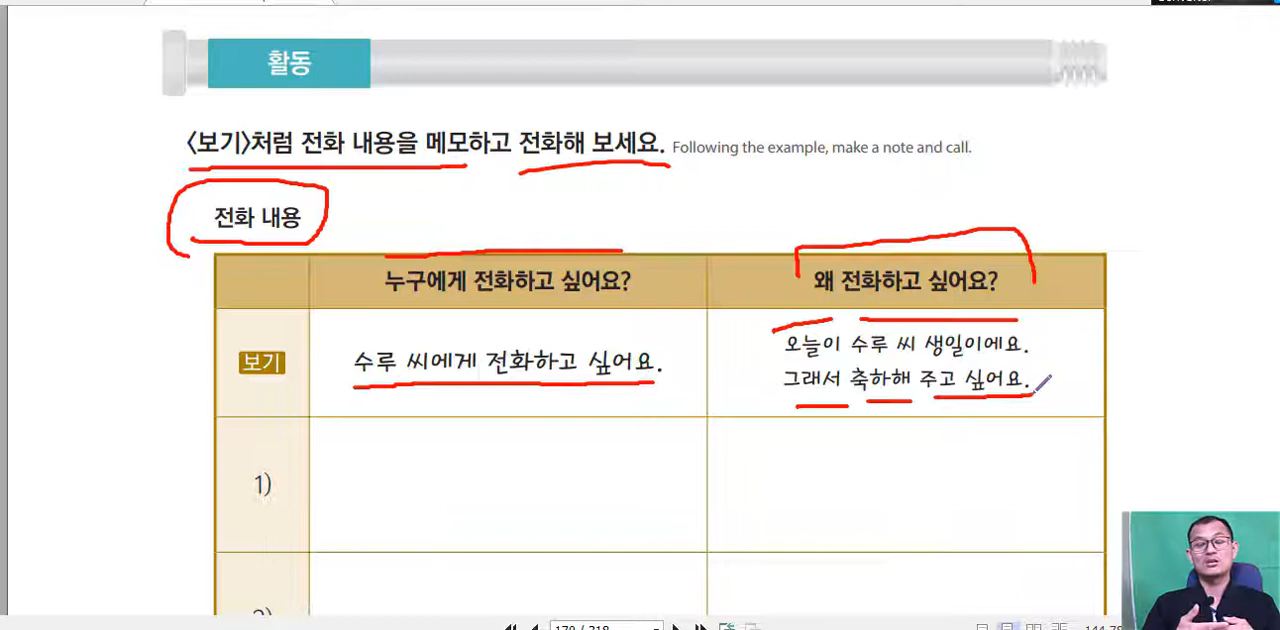 활동
<보기>처럼 전화 내용을 메모하고 전화해 보세요. Following the example, make a note and call.
전화 내용
누구에게 전화하고 싶어요? 왜 전화하고 싶어요?
보기 수루 씨에게 전화하고 싶어요. 오늘이 수루 씨 생일이에요.
그래서 축하해 주고 싶어요.
1)